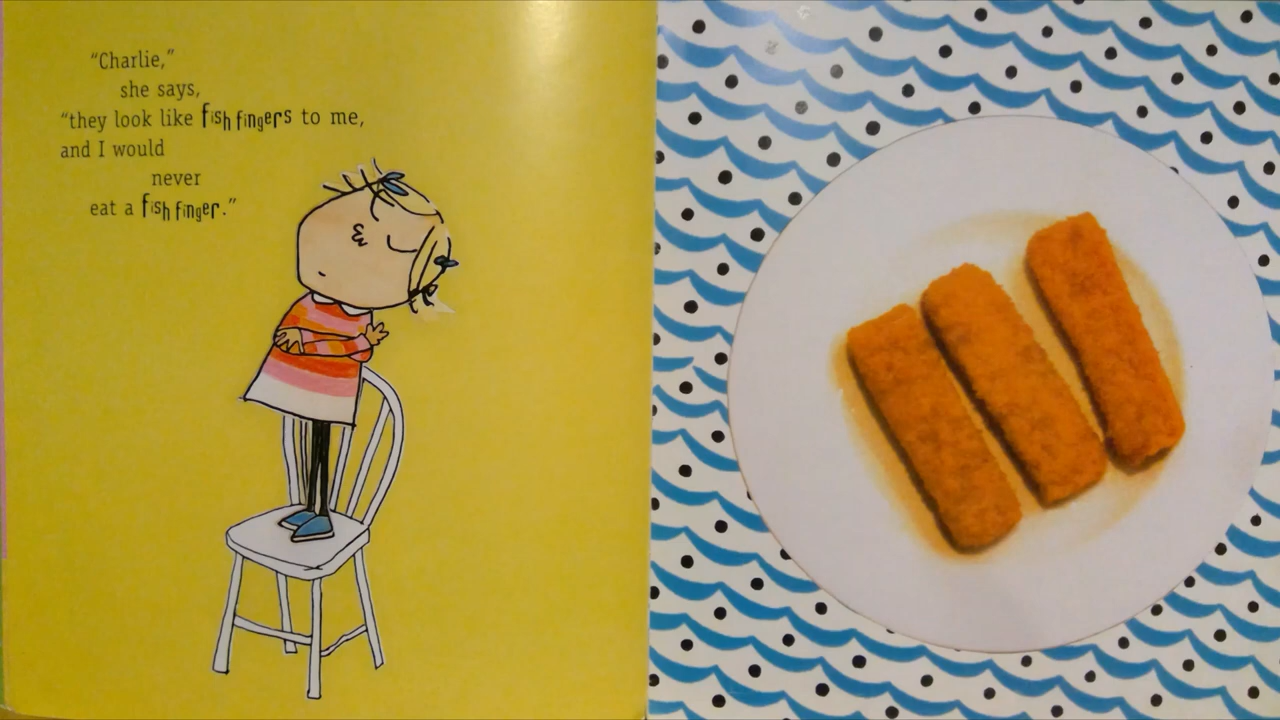 “Charlie,”
she says,
“they look like fish fingers to me,
and I would
never
eat a fish finger.”